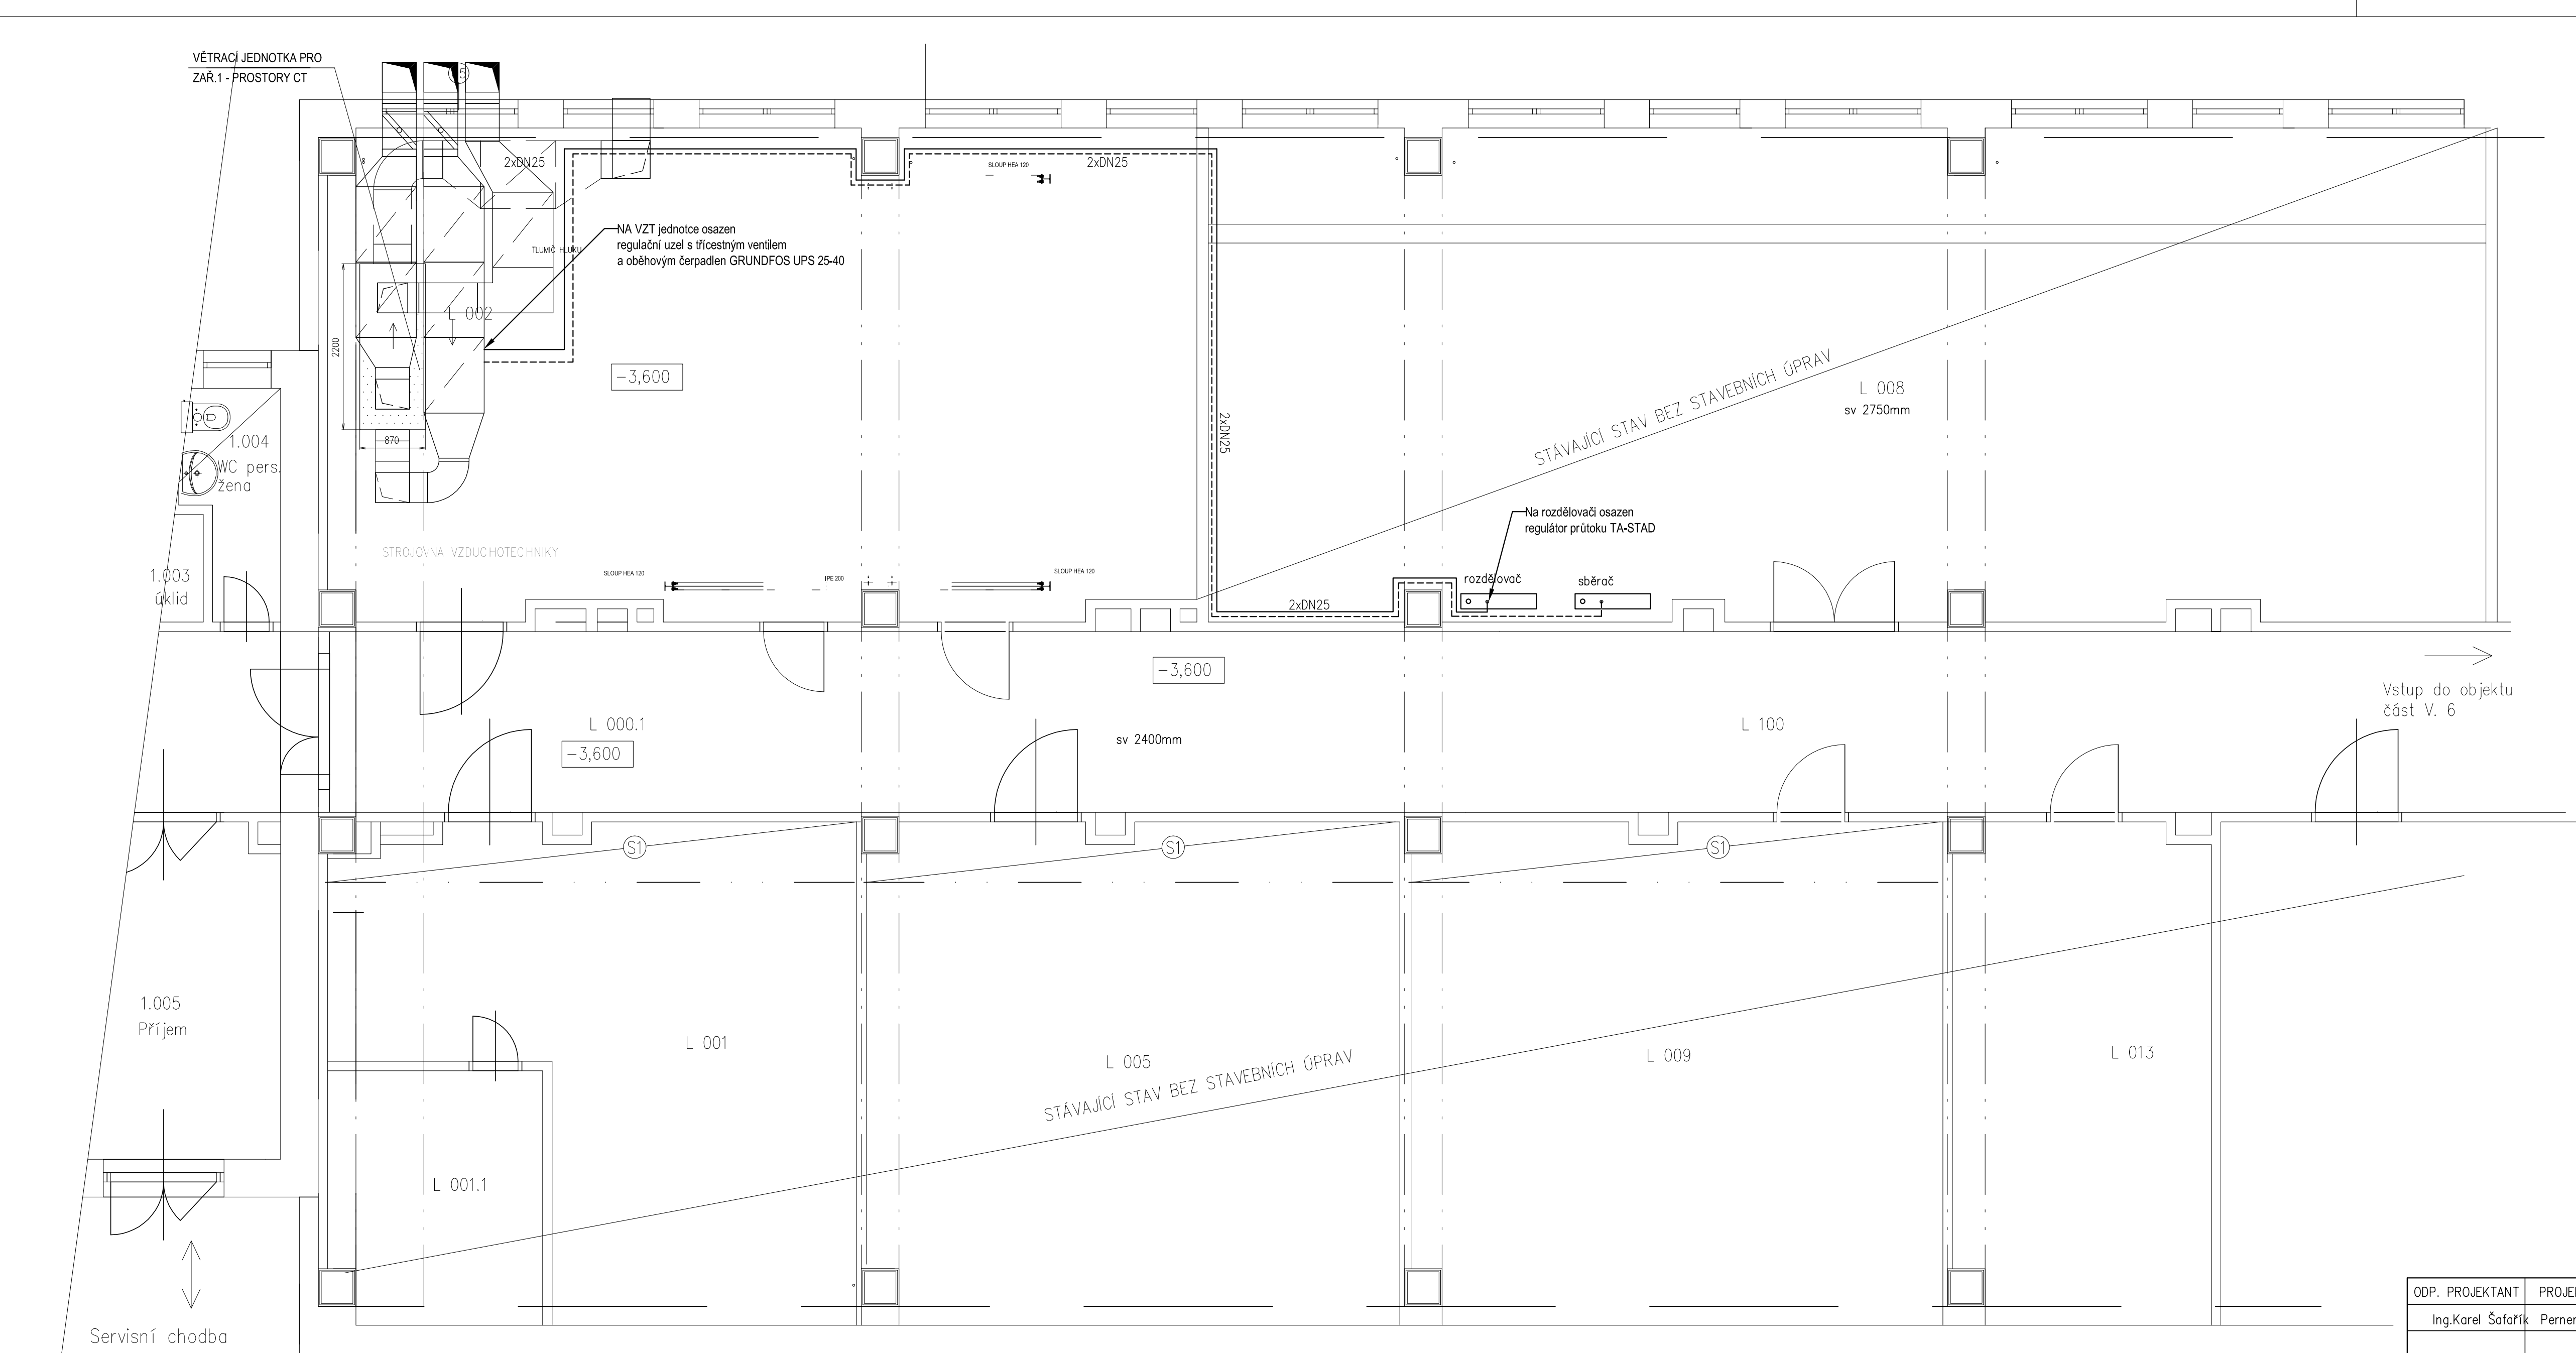 VĚTRACÍ JEDNOTKA PRO
ZAŘ.1 - PROSTORY CT
2xDN25
SLOUP HEA 120
2xDN25
NA VZT jednotce osazen
regulační uzel s třícestným ventilem
a oběhovým čerpadlen GRUNDFOS UPS 25-40
TLUMIČ HLUKU
L 002
2200
-3,600
870
2xDN25
STÁVAJÍCÍ STAV BEZ STAVEBNÍCH ÚPRAV
L 008
sv 2750mm
1.004
WC pers.
žena
Na rozdělovači osazen
regulátor průtoku TA-STAD
STROJOVNA VZDUCHOTECHNIKY
1.003
úklid
SLOUP HEA 120
IPE 200
SLOUP HEA 120
rozdělovač
sběrač
2xDN25
-3,600
Vstup do objektu
část V. 6
L 000.1
-3,600
sv 2400mm
L 100
S1
S1
S1
1.005
Příjem
L 001
L 005
L 009
L 013
STÁVAJÍCÍ STAV BEZ STAVEBNÍCH ÚPRAV
L 001.1
Servisní chodba
ODP. PROJEKTANT
Ing.Karel Šafařík